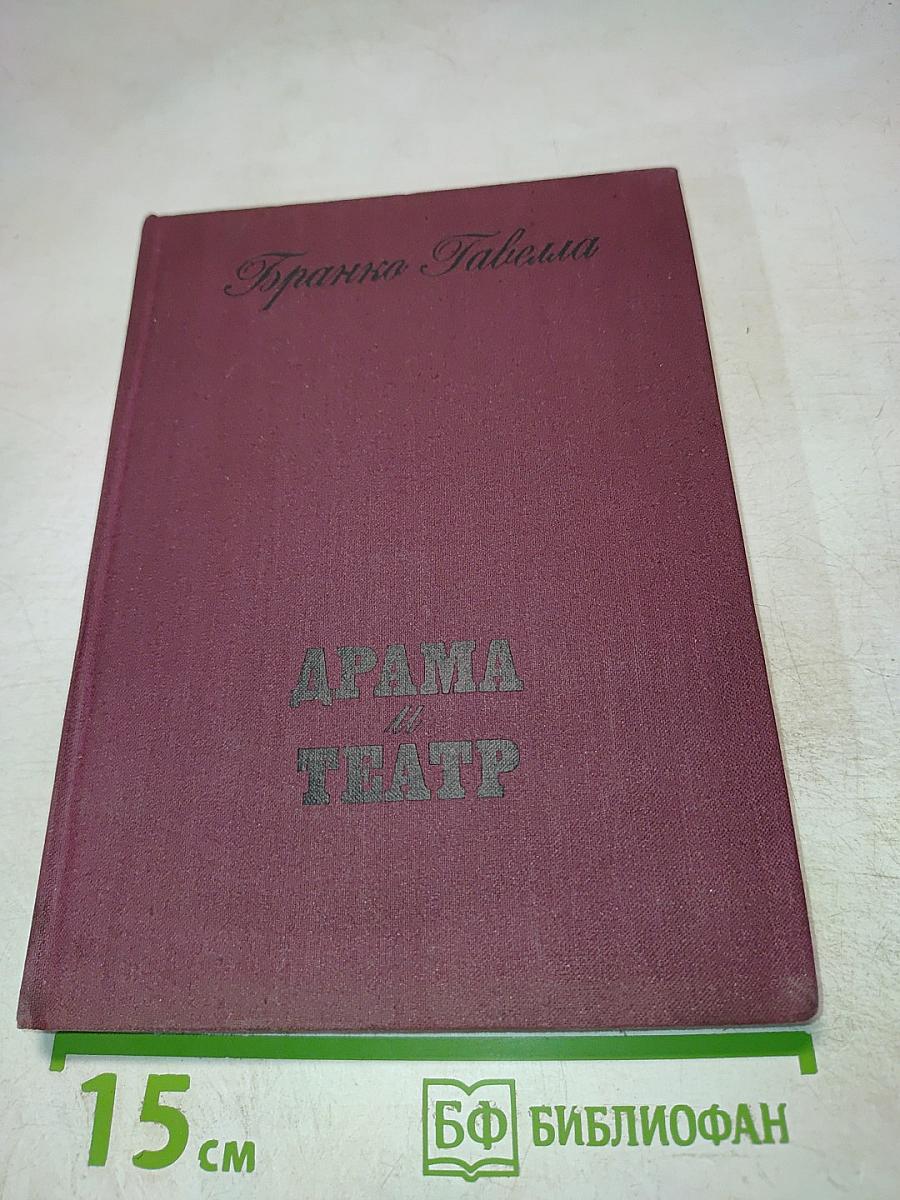 Бранко Гавелла
ДРАМА
и
ТЕАТР
15 см
БФ БИБЛИОФАН